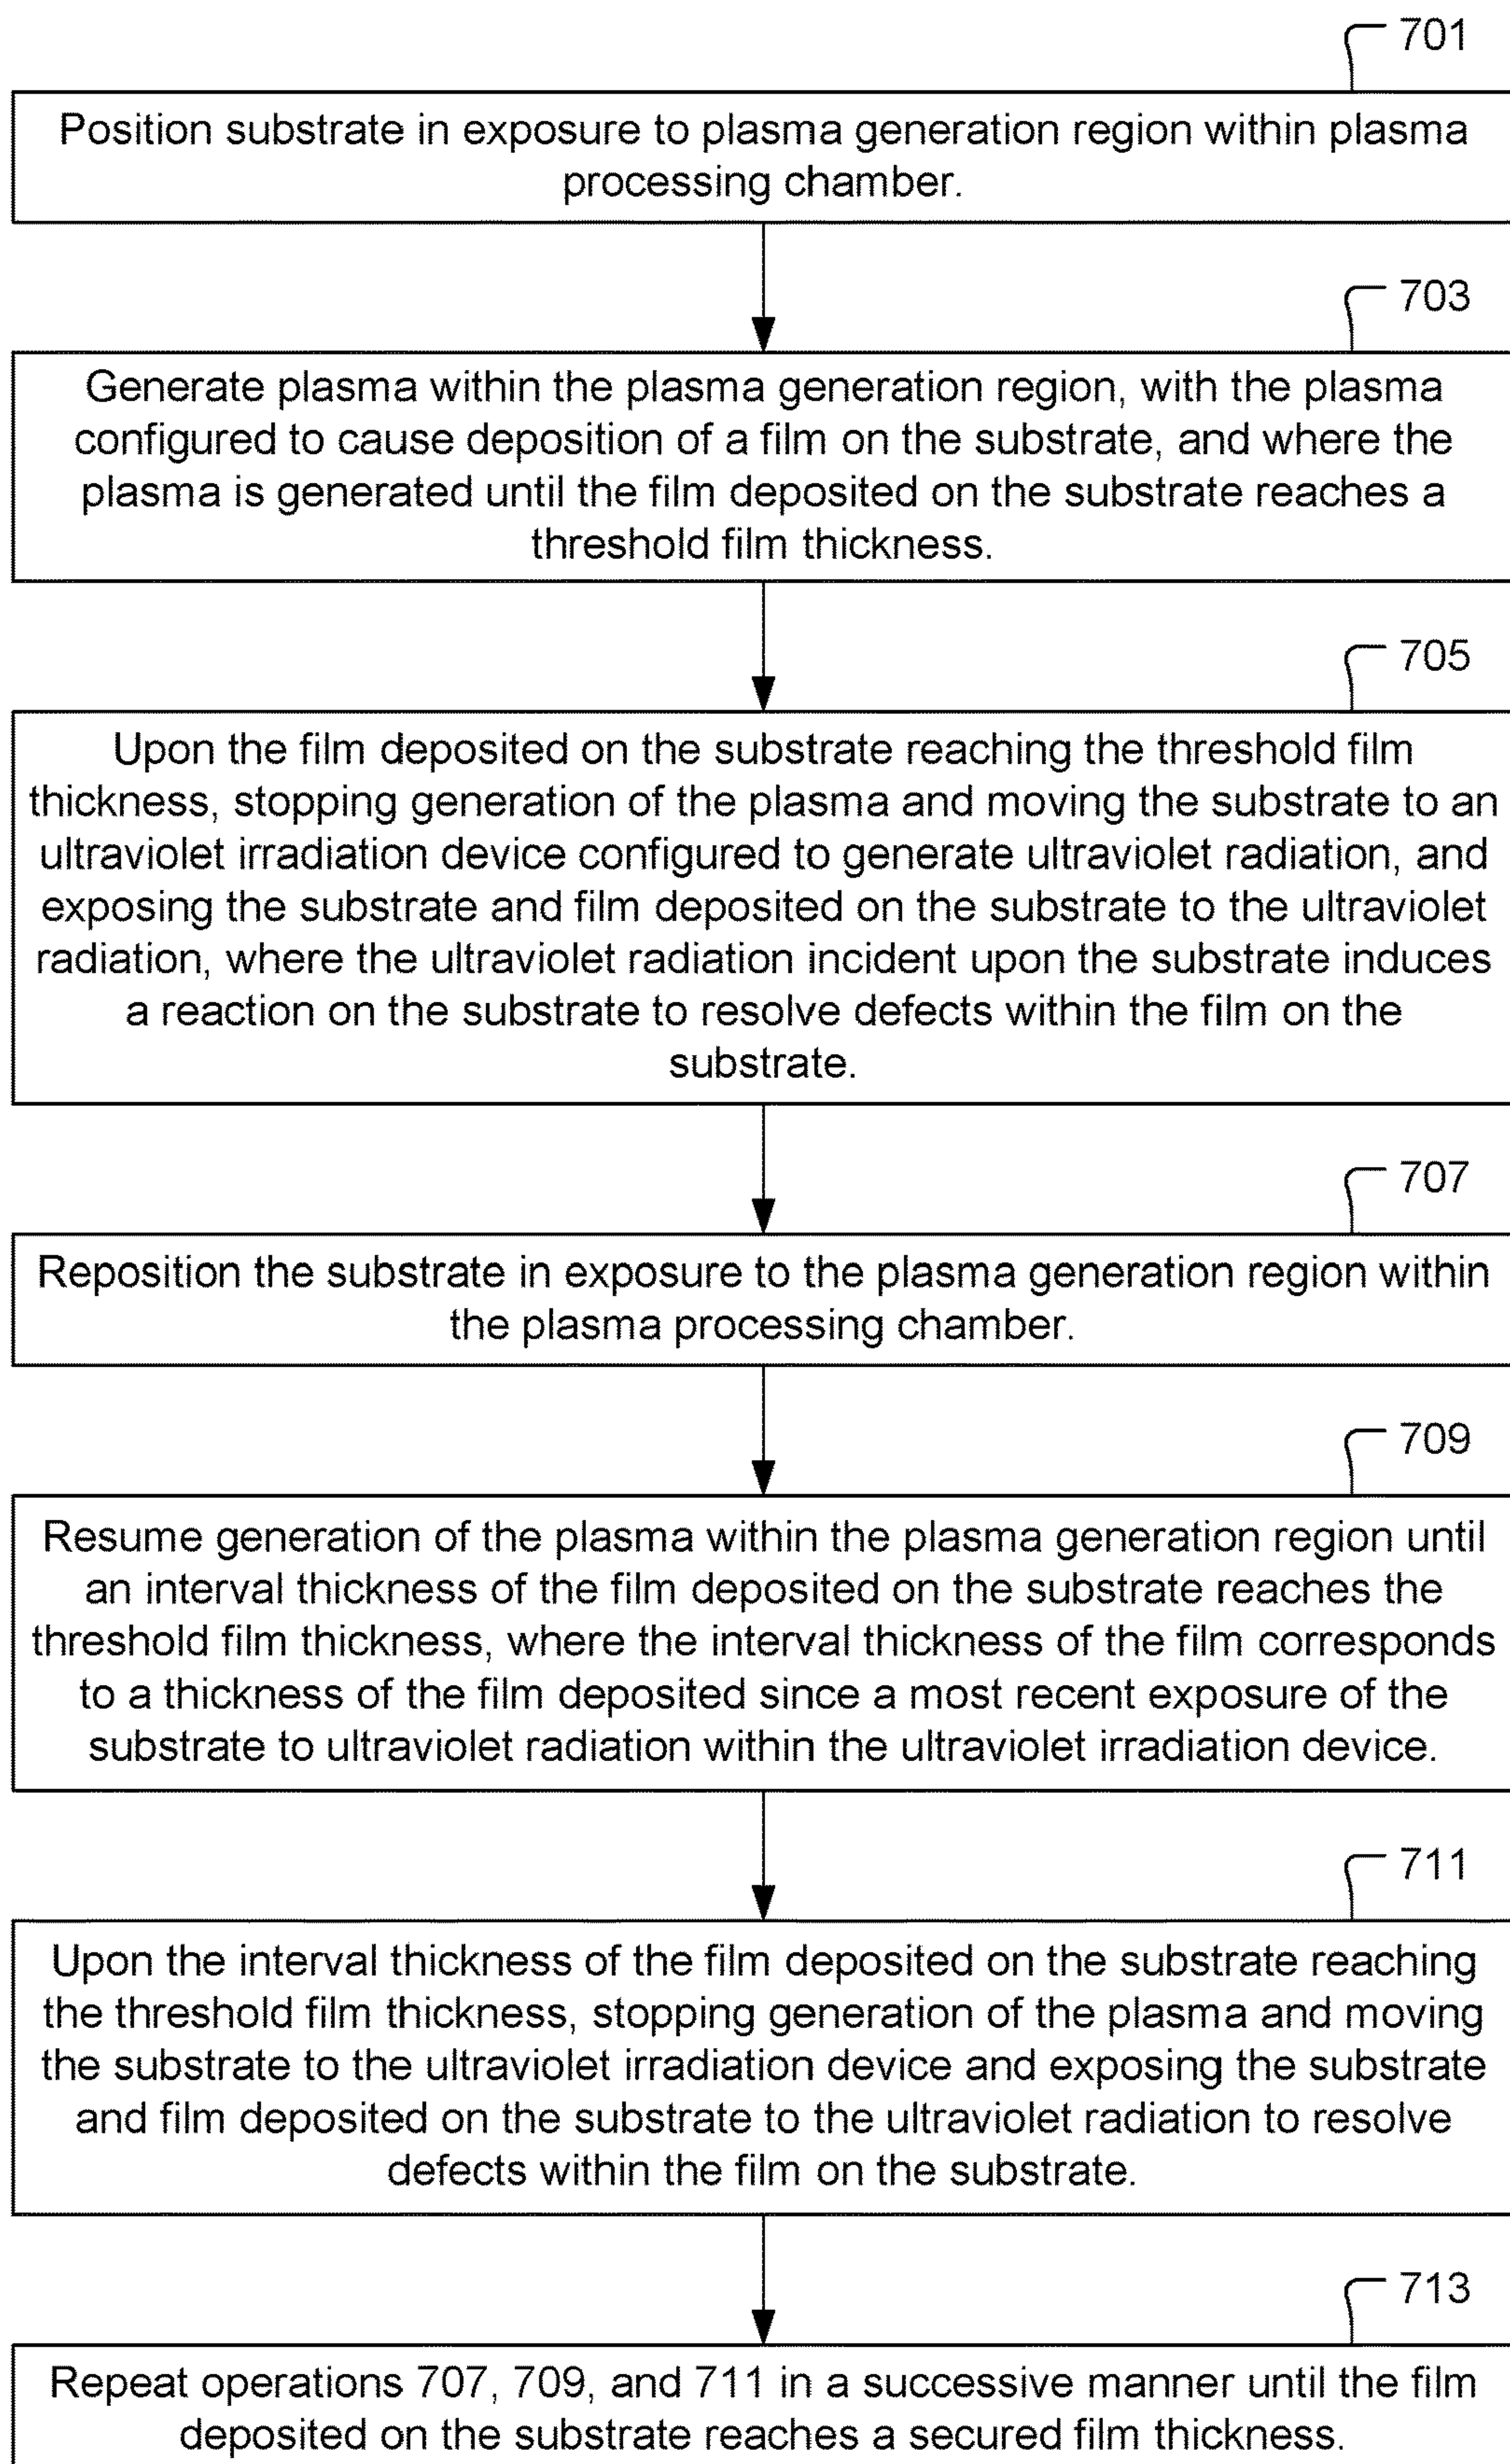 701
Position substrate in exposure to plasma generation region within plasma
processing chamber.
703
Generate plasma within the plasma generation region, with the plasma
configured to cause deposition of a film on the substrate, and where the
plasma is generated until the film deposited on the substrate reaches a
threshold film thickness.
705
Upon the film deposited on the substrate reaching the threshold film
thickness, stopping generation of the plasma and moving the substrate to an
ultraviolet irradiation device configured to generate ultraviolet radiation, and
exposing the substrate and film deposited on the substrate to the ultraviolet
radiation, where the ultraviolet radiation incident upon the substrate induces
a reaction on the substrate to resolve defects within the film on the
substrate.
707
Reposition the substrate in exposure to the plasma generation region within
the plasma processing chamber.
709
Resume generation of the plasma within the plasma generation region until
an interval thickness of the film deposited on the substrate reaches the
threshold film thickness, where the interval thickness of the film corresponds
to a thickness of the film deposited since a most recent exposure of the
substrate to ultraviolet radiation within the ultraviolet irradiation device.
711
Upon the interval thickness of the film deposited on the substrate reaching
the threshold film thickness, stopping generation of the plasma and moving
the substrate to the ultraviolet irradiation device and exposing the substrate
and film deposited on the substrate to the ultraviolet radiation to resolve
defects within the film on the substrate.
713
Repeat operations 707, 709, and 711 in a successive manner until the film
deposited on the substrate reaches a secured film thickness.